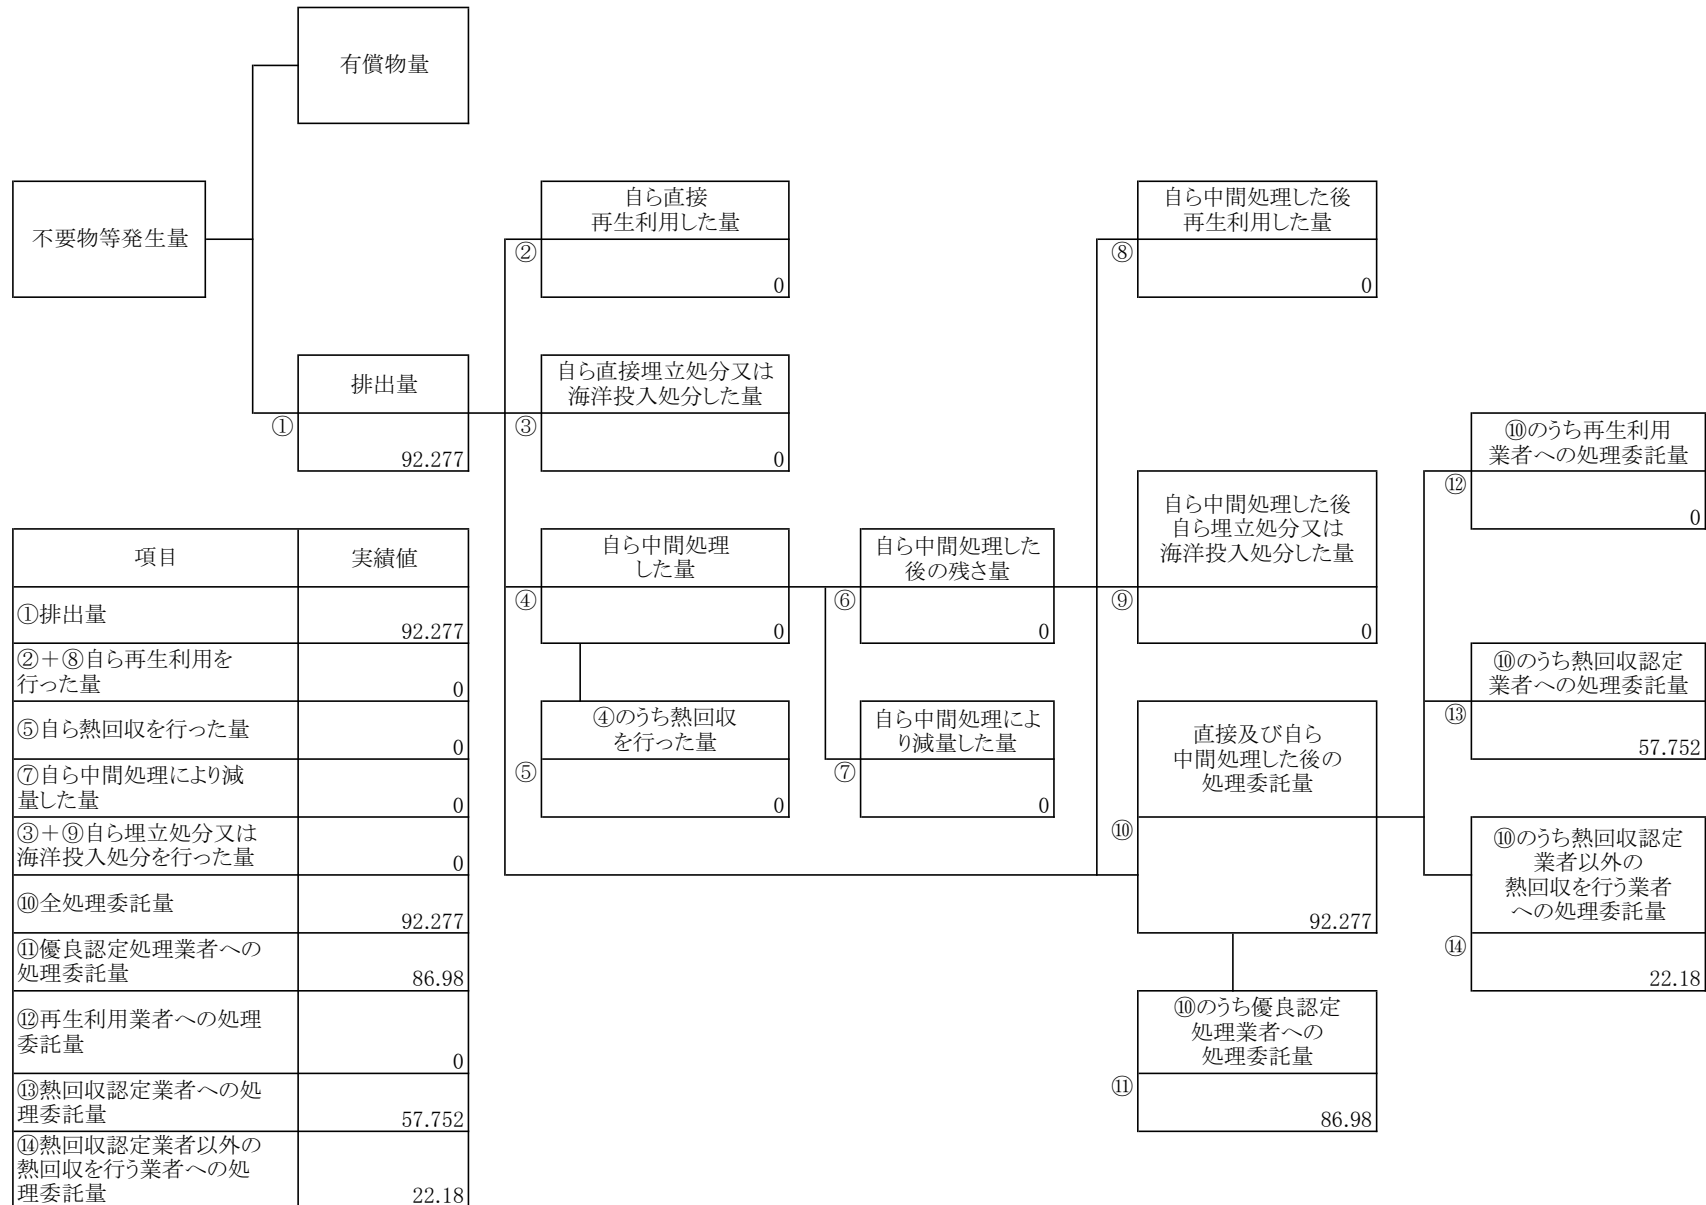 有償物量
不要物等発生量
排出量
①
92.277
自ら直接
再生利用した量
②
0
自ら直接埋立処分又は
海洋投入処分した量
③
0
自ら中間処理
した量
④
0
④のうち熱回収
を行った量
⑤
0
自ら中間処理した
後の残さ量
⑥
0
自ら中間処理によ
り減量した量
⑦
0
自ら中間処理した後
再生利用した量
⑧
0
自ら中間処理した後
自ら埋立処分又は
海洋投入処分した量
⑨
0
直接及び自ら
中間処理した後の
処理委託量
⑩
92.277
⑩のうち優良認定
処理業者への
処理委託量
⑪
86.98
⑩のうち再生利用
業者への処理委託量
⑫
0
⑩のうち熱回収認定
業者への処理委託量
⑬
57.752
⑩のうち熱回収認定
業者以外の
熱回収を行う業者
への処理委託量
⑭
22.18
項目
実績値
①排出量
92.277
②＋⑧自ら再生利用を
行った量
0
⑤自ら熱回収を行った量
0
⑦自ら中間処理により減
量した量
0
③＋⑨自ら埋立処分又は
海洋投入処分を行った量
0
⑩全処理委託量
92.277
⑪優良認定処理業者への
処理委託量
86.98
⑫再生利用業者への処理
委託量
0
⑬熱回収認定業者への処
理委託量
57.752
⑭熱回収認定業者以外の
熱回収を行う業者への処
理委託量
22.18